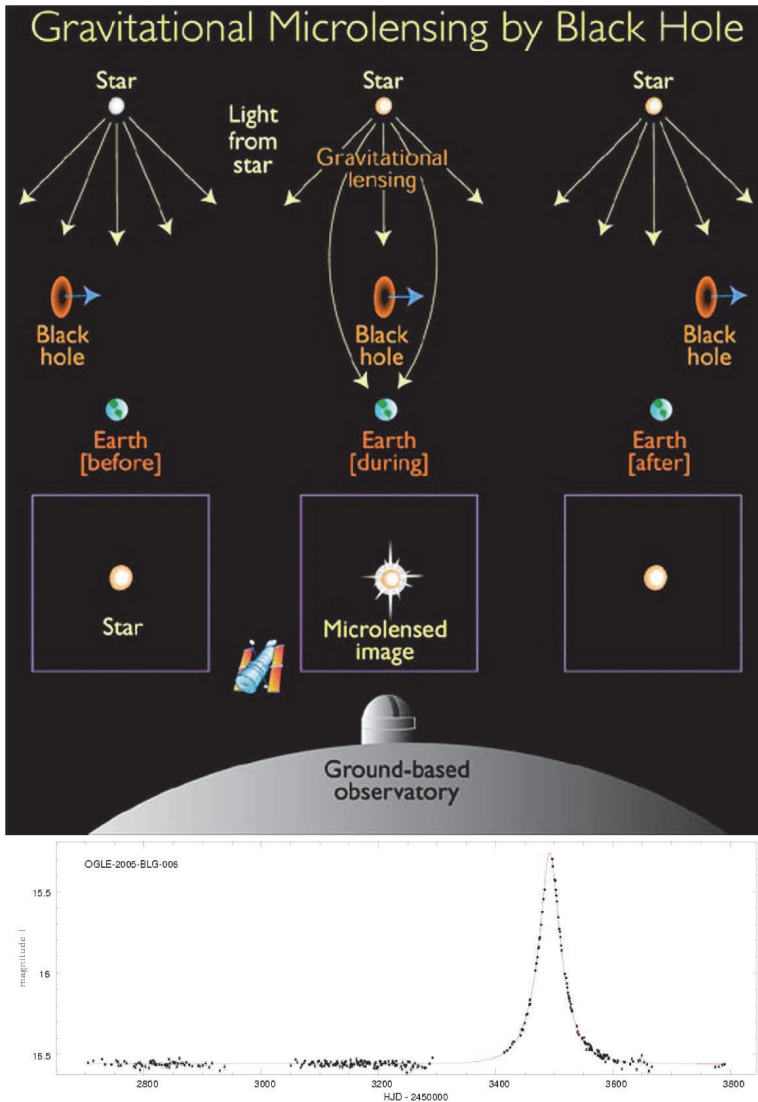 Gravitational Microlensing by Black Hole
Star
Star
Star
Light
from
star
Gravitational
lensing
Black
hole
Black
hole
Black
hole
Earth
[before]
Earth
[during]
Earth
[after]
Star
Microlensed
image
Ground-based
observatory
OGLE-2005-BLG-006
15.5
16
16.5
magnitude I
2800
3000
3200
3400
3600
3800
HJD - 2450000